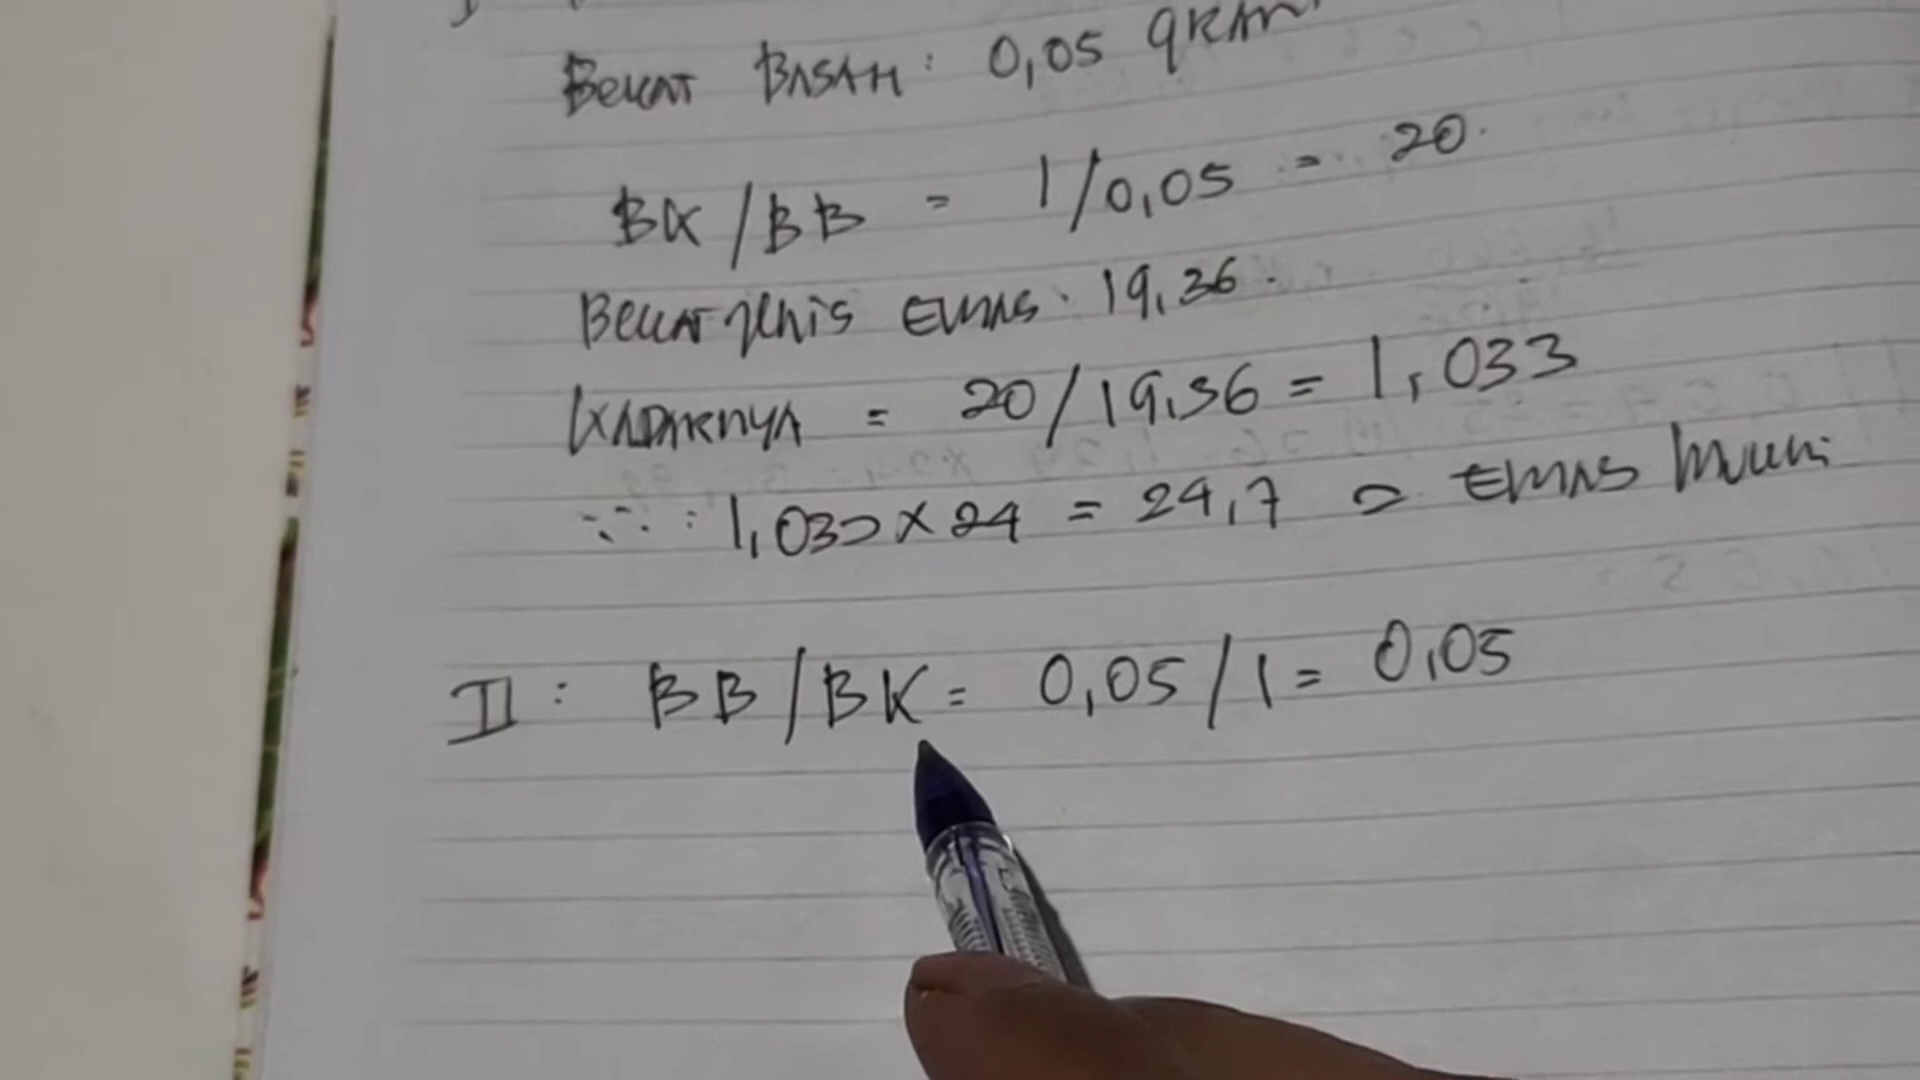 BERAT BASAH : 0,05 GRAM
BK / BB = 1/0,05 = 20.
BERAT JENIS EMAS . 19,36.
KADARNYA = 20/19,36 = 1,033
∴ : 1,033 x 24 = 24,7 = EMAS MURNI
II : BB/BK = 0,05/1 = 0,05